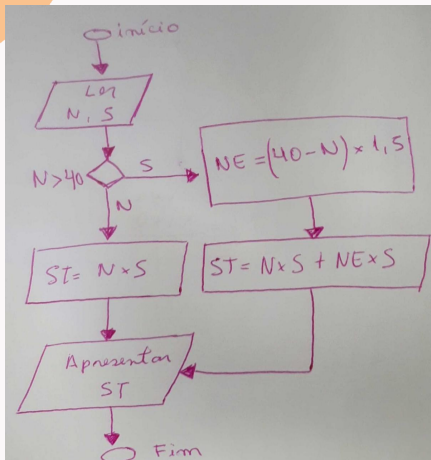 início
Ler
N, S
N>40
S
NE = (40-N) × 1,5
N
ST= N×S
ST= N×S + NE×S
Apresentar
ST
Fim